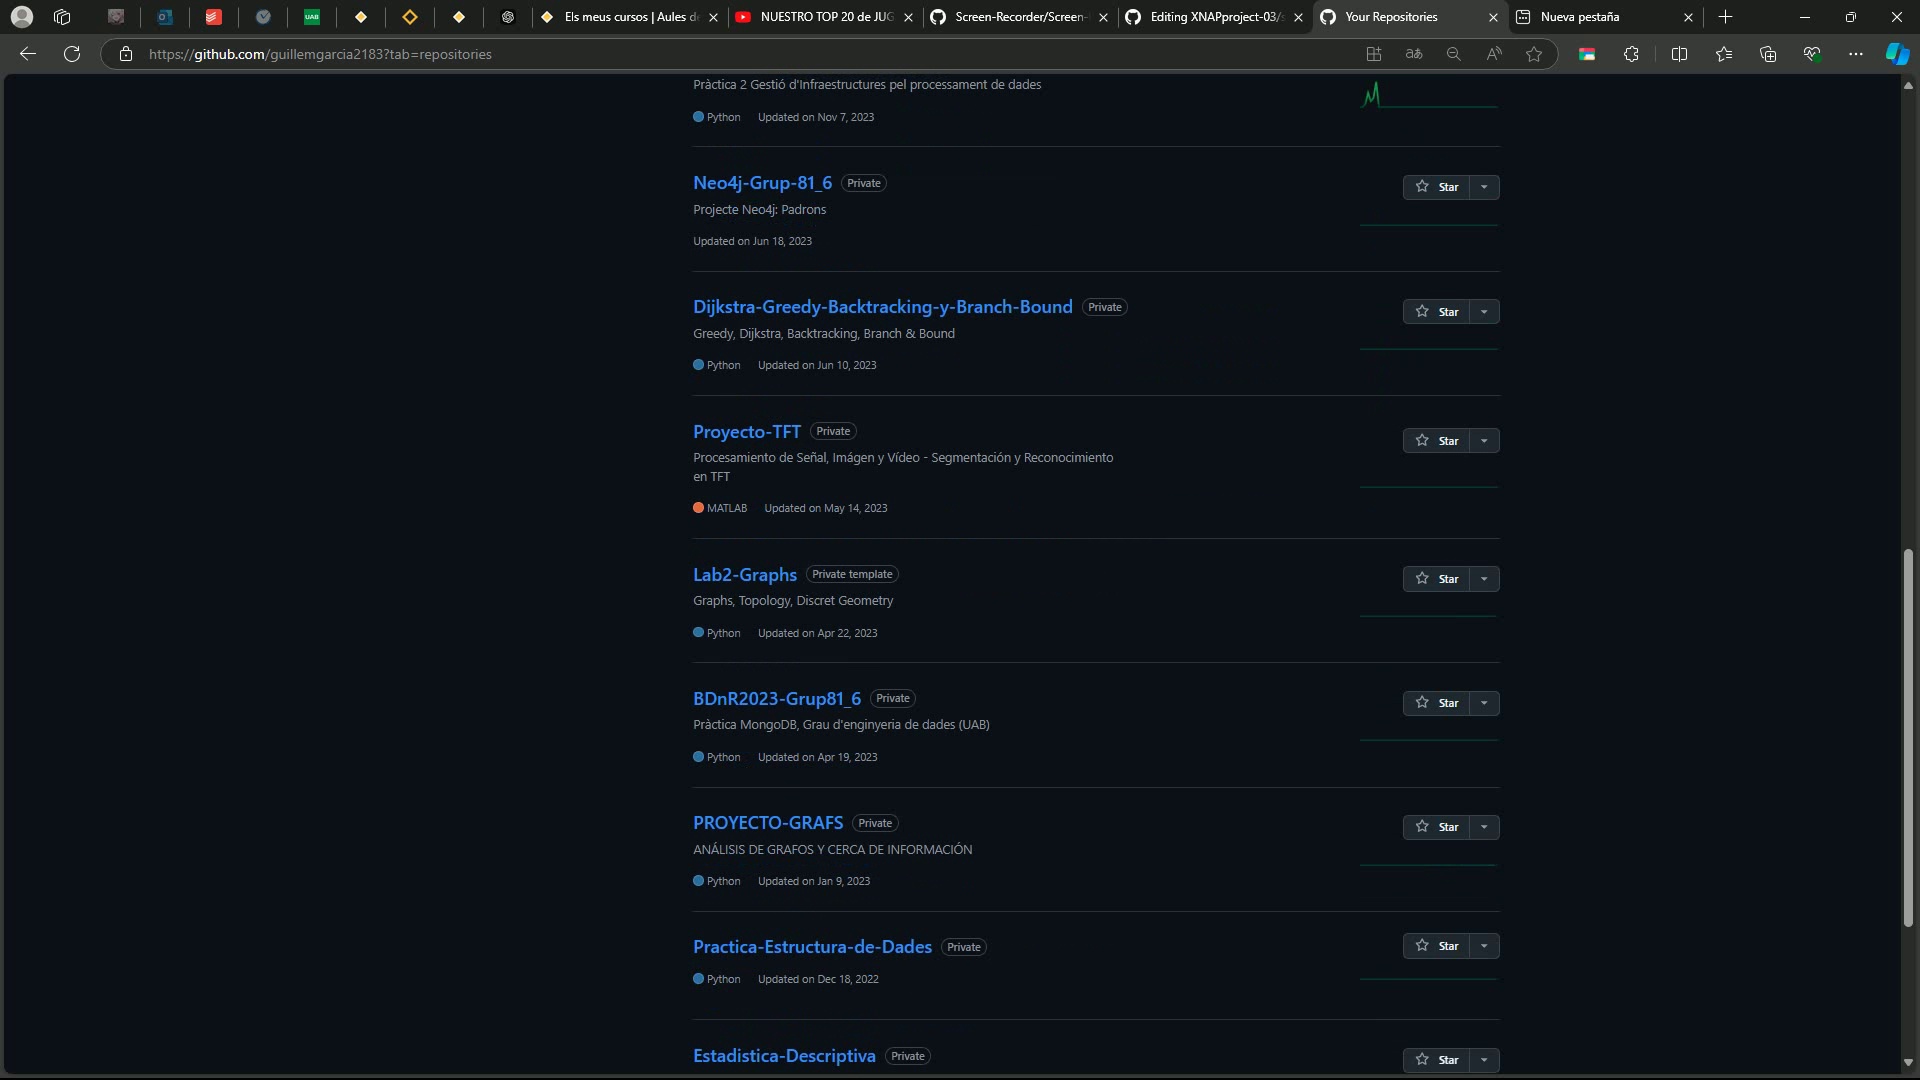 UAB
Els meus cursos | Aules d
NUESTRO TOP 20 de JUG
Screen-Recorder/Screen-
Editing XNAPproject-03/s
Your Repositories
Nueva pestaña
https://github.com/guillemgarcia2183?tab=repositories
Pràctica 2 Gestió d'Infraestructures pel processament de dades
Python Updated on Nov 7, 2023
Neo4j-Grup-81_6 Private Star
Projecte Neo4j: Padrons
Updated on Jun 18, 2023
Dijkstra-Greedy-Backtracking-y-Branch-Bound Private Star
Greedy, Dijkstra, Backtracking, Branch & Bound
Python Updated on Jun 10, 2023
Proyecto-TFT Private Star
Procesamiento de Señal, Imágen y Vídeo - Segmentación y Reconocimiento
en TFT
MATLAB Updated on May 14, 2023
Lab2-Graphs Private template Star
Graphs, Topology, Discret Geometry
Python Updated on Apr 22, 2023
BDnR2023-Grup81_6 Private Star
Pràctica MongoDB, Grau d'enginyeria de dades (UAB)
Python Updated on Apr 19, 2023
PROYECTO-GRAFS Private Star
ANÁLISIS DE GRAFOS Y CERCA DE INFORMACIÓN
Python Updated on Jan 9, 2023
Practica-Estructura-de-Dades Private Star
Python Updated on Dec 18, 2022
Estadistica-Descriptiva Private Star